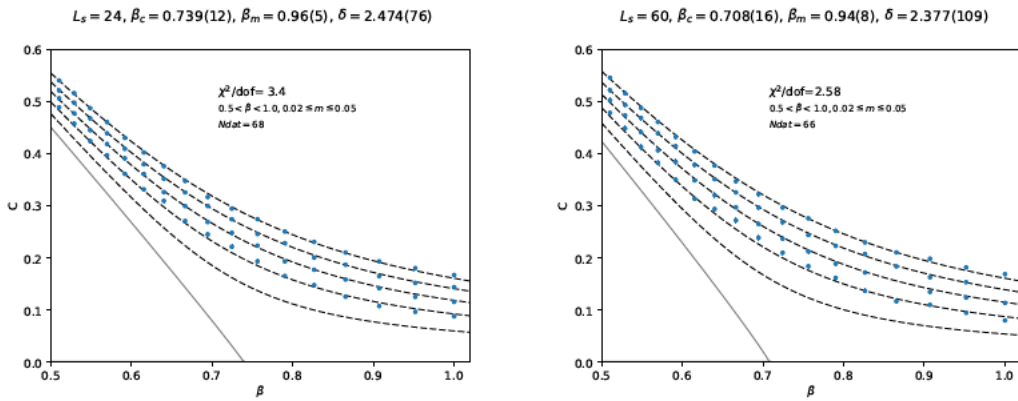 L_s = 24, β_c = 0.739(12), β_m = 0.96(5), δ = 2.474(76)
χ²/dof= 3.4
0.5 < β < 1.0, 0.02 ≤ m ≤ 0.05
Ndat = 68
C
0.6
0.5
0.4
0.3
0.2
0.1
0.0
0.5 0.6 0.7 0.8 0.9 1.0
β
L_s = 60, β_c = 0.708(16), β_m = 0.94(8), δ = 2.377(109)
χ²/dof= 2.58
0.5 < β < 1.0, 0.02 ≤ m ≤ 0.05
Ndat = 66
C
0.6
0.5
0.4
0.3
0.2
0.1
0.0
0.5 0.6 0.7 0.8 0.9 1.0
β